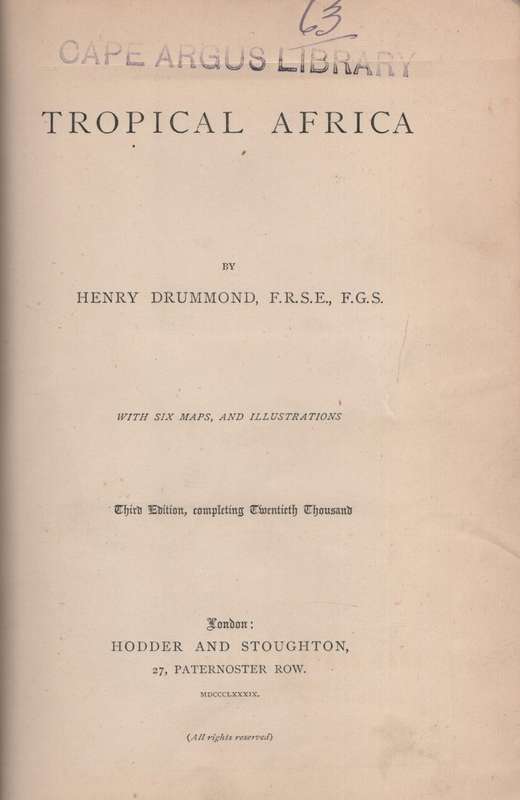 63
CAPE ARGUS LIBRARY
TROPICAL AFRICA
BY
HENRY DRUMMOND, F.R.S.E., F.G.S.
WITH SIX MAPS, AND ILLUSTRATIONS
Third Edition, completing Twentieth Thousand
London:
HODDER AND STOUGHTON,
27, PATERNOSTER ROW.
MDCCCLXXXIX.
(All rights reserved)